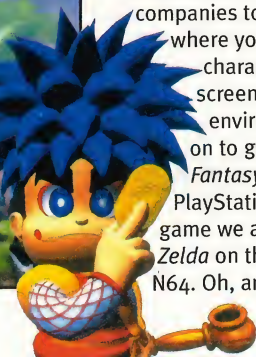 companies to
where yo
chara
screen
envir
on to g
Fantasy
PlayStati
game we a
Zelda on th
N64. Oh, an